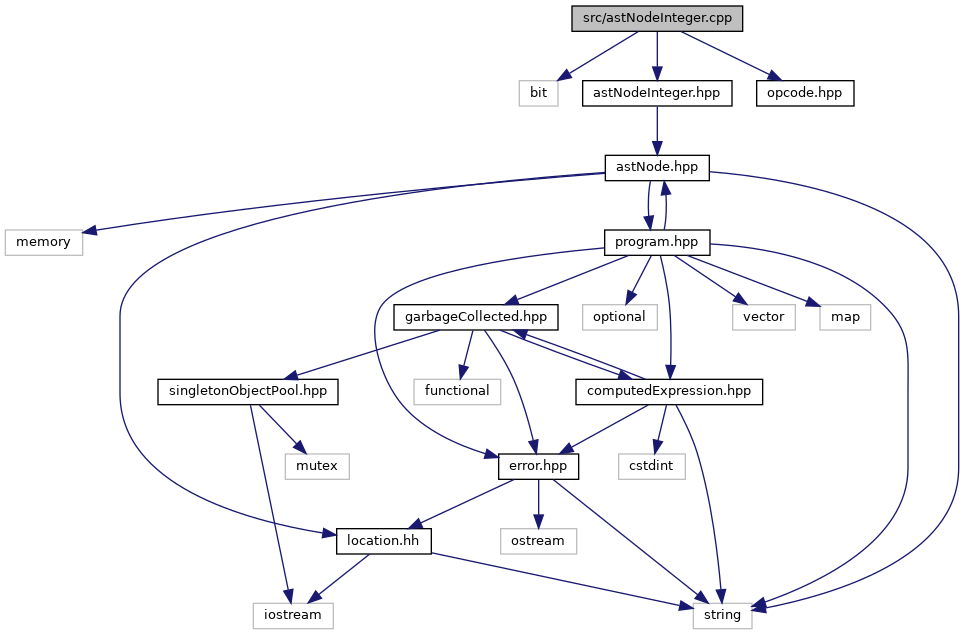 src/astNodeInteger.cpp
bit
astNodeInteger.hpp
opcode.hpp
astNode.hpp
memory
program.hpp
garbageCollected.hpp
optional
vector
map
singletonObjectPool.hpp
functional
computedExpression.hpp
mutex
error.hpp
cstdint
location.hh
ostream
iostream
string